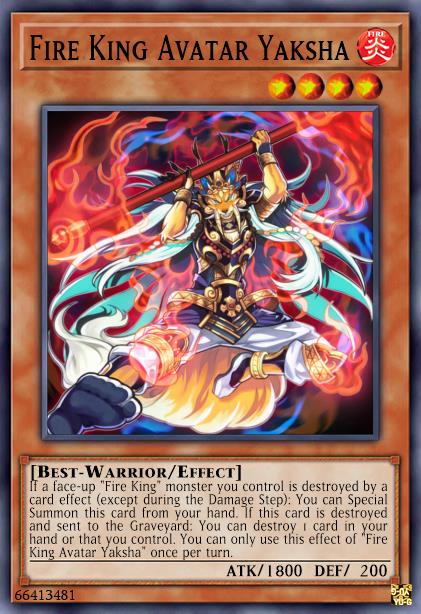 FIRE KING AVATAR YAKSHA
FIRE
炎
[BEST-WARRIOR/EFFECT]
If a face-up "Fire King" monster you control is destroyed by a
card effect (except during the Damage Step): You can Special
Summon this card from your hand. If this card is destroyed
and sent to the Graveyard: You can destroy 1 card in your
hand or that you control. You can only use this effect of "Fire
King Avatar Yaksha" once per turn.
ATK/1800 DEF/ 200
66413481